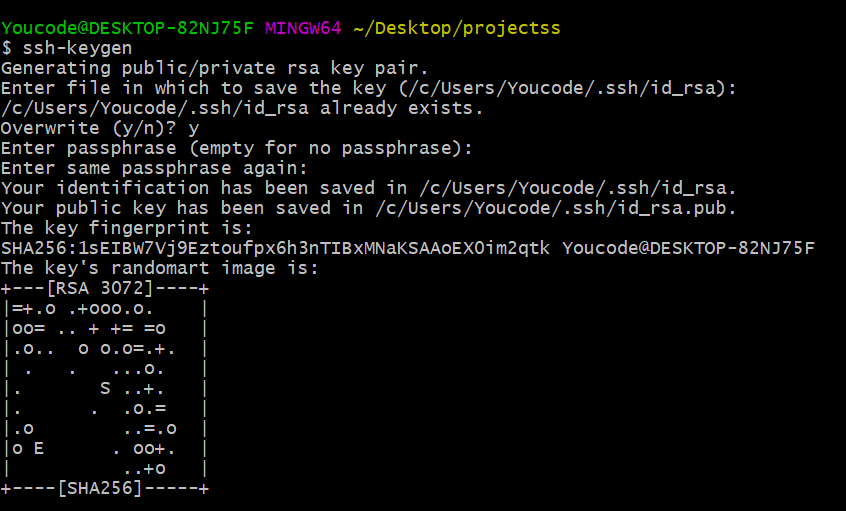 Youcode@DESKTOP-82NJ75F MINGW64 ~/Desktop/projectss
$ ssh-keygen
Generating public/private rsa key pair.
Enter file in which to save the key (/c/Users/Youcode/.ssh/id_rsa):
/c/Users/Youcode/.ssh/id_rsa already exists.
Overwrite (y/n)? y
Enter passphrase (empty for no passphrase):
Enter same passphrase again:
Your identification has been saved in /c/Users/Youcode/.ssh/id_rsa.
Your public key has been saved in /c/Users/Youcode/.ssh/id_rsa.pub.
The key fingerprint is:
SHA256:1sEIBW7Vj9Eztoufpx6h3nTIBxMNaKSAAoEXOim2qtk Youcode@DESKTOP-82NJ75F
The key's randomart image is:
+---[RSA 3072]----+
|=+.o .+ooo.o.    |
|oo= .. + += =o   |
|.o..  o o.o=.+.  |
| .   .   ...o.   |
|.       S ..+.   |
|.      .  .o.=   |
|.o        ..=.o  |
|o E      . oo+.  |
|          ..+o   |
+----[SHA256]-----+